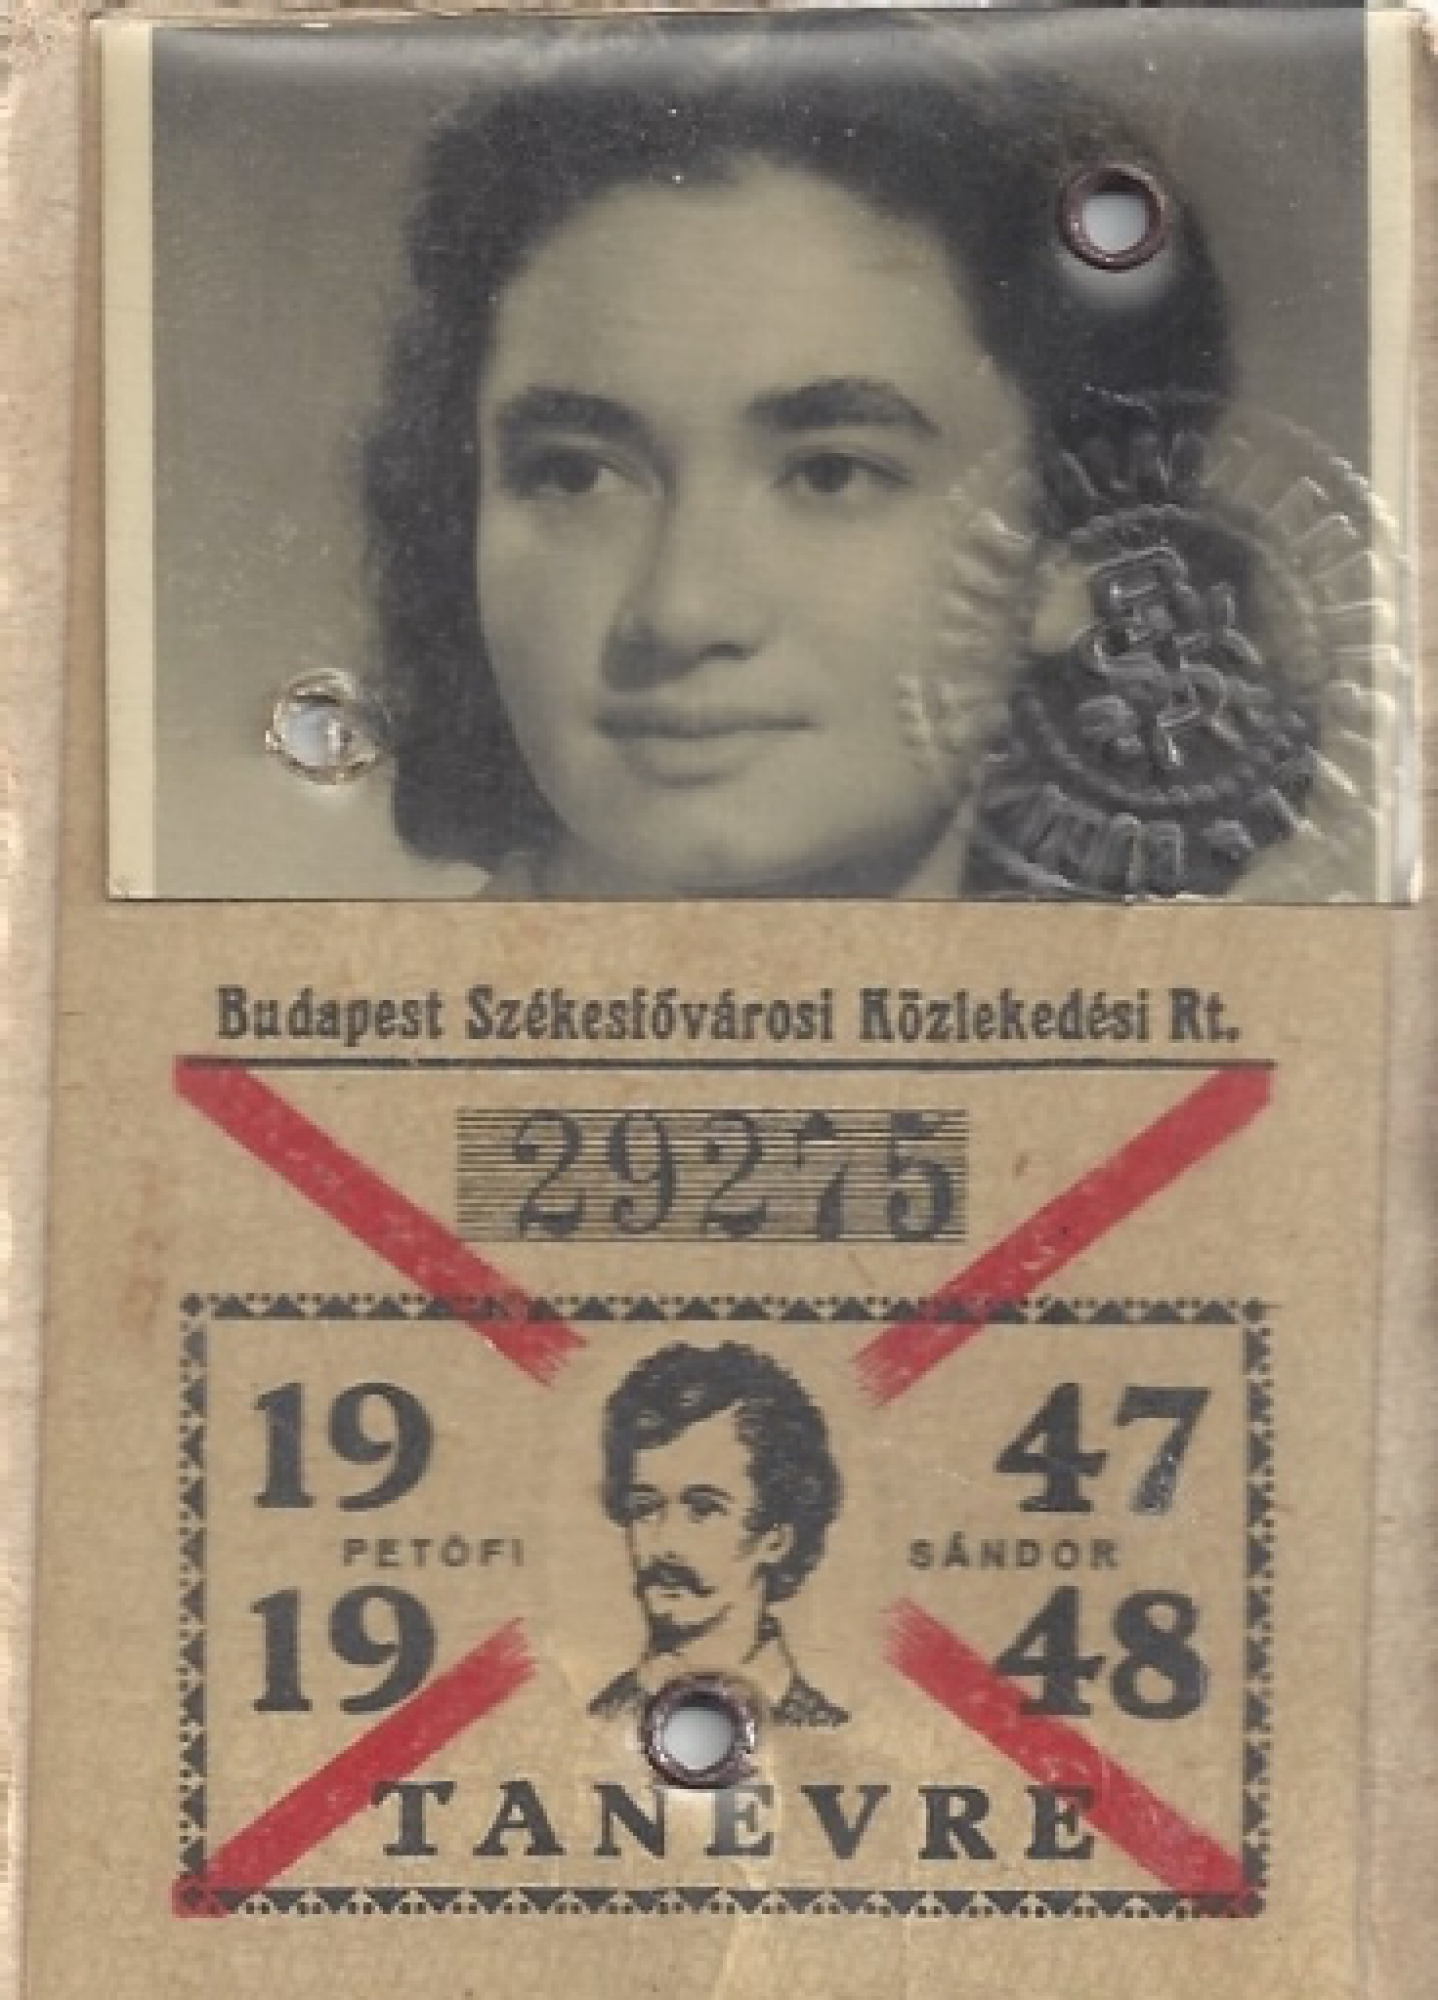 Budapest Székesfővárosi Közlekedési Rt.
29275
19 47
PETŐFI SÁNDOR
19 48
TANÉVRE